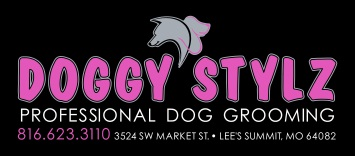 DOGGY STYLZ
PROFESSIONAL DOG GROOMING
816.623.3110 3524 SW MARKET ST. • LEE'S SUMMIT, MO 64082